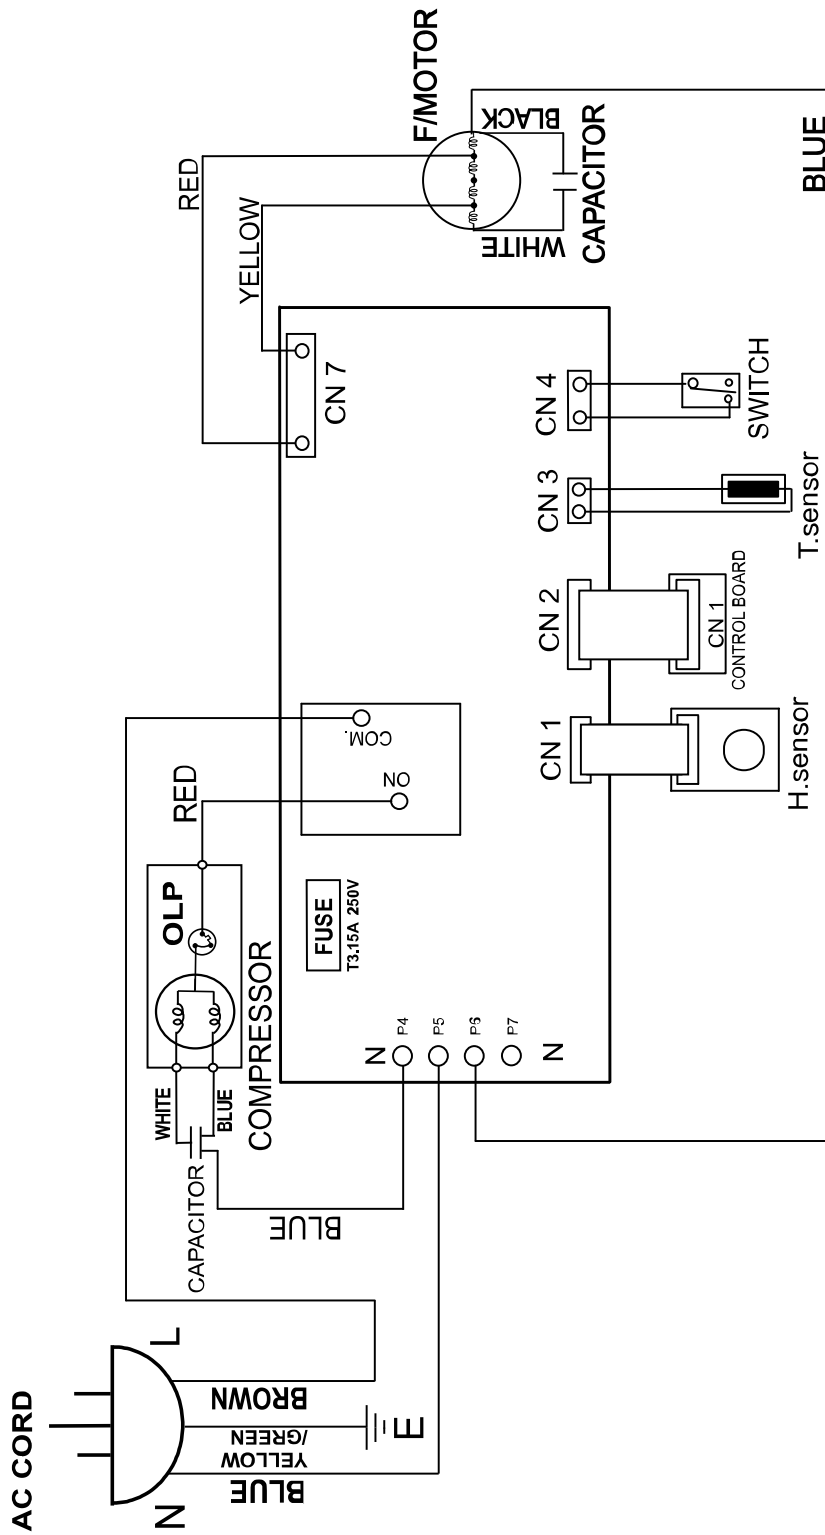 AC CORD
N
L
BLUE
YELLOW
/GREEN
BROWN
E
CAPACITOR
WHITE
BLUE
BLUE
COMPRESSOR
OLP
RED
FUSE
T3.15A 250V
N
P4
P5
P6
P7
N
COM.
ON
CN 1
H.sensor
CN 2
CN 1
CONTROL BOARD
CN 3
T.sensor
CN 4
SWITCH
CN 7
YELLOW
RED
F/MOTOR
WHITE
BLACK
CAPACITOR
BLUE